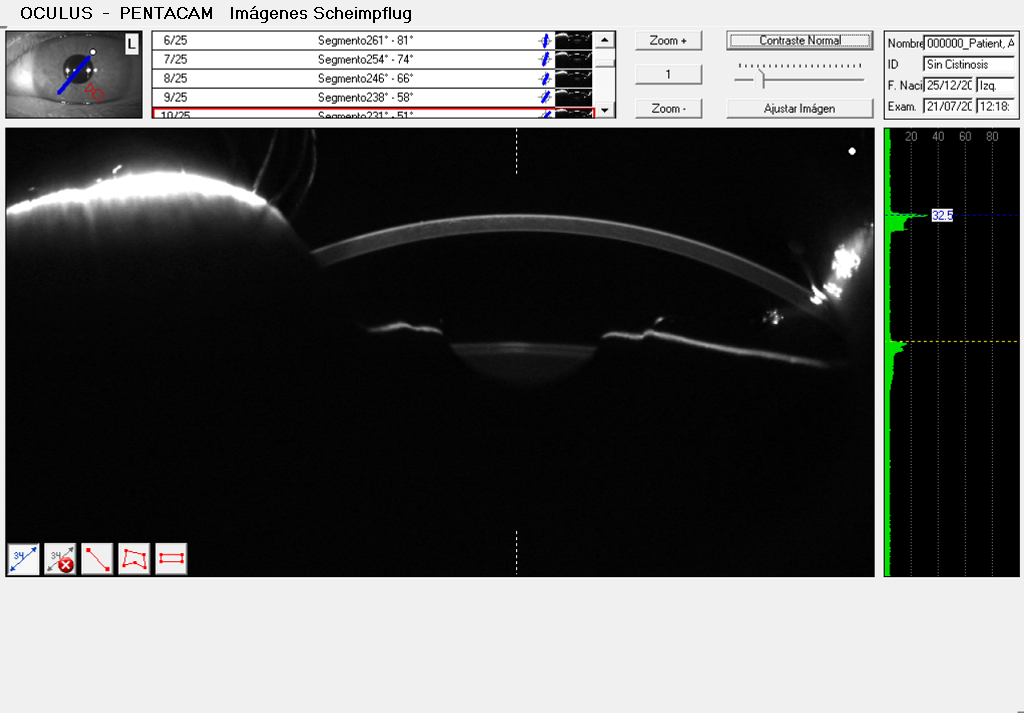 OCULUS - PENTACAM Imágenes Scheimpflug
L
6/25 Segmento261° - 81°
7/25 Segmento254° - 74°
8/25 Segmento246° - 66°
9/25 Segmento238° - 58°
10/25 Segmento231° - 51°
Zoom +
1
Zoom -
Contraste Normal
Ajustar Imágen
Nombre 000000_Patient, A
ID Sin Cistinosis
F. Naci 25/12/20 Izq.
Exam. 21/07/20 12:18:
20 40 60 80
32.5
34
34